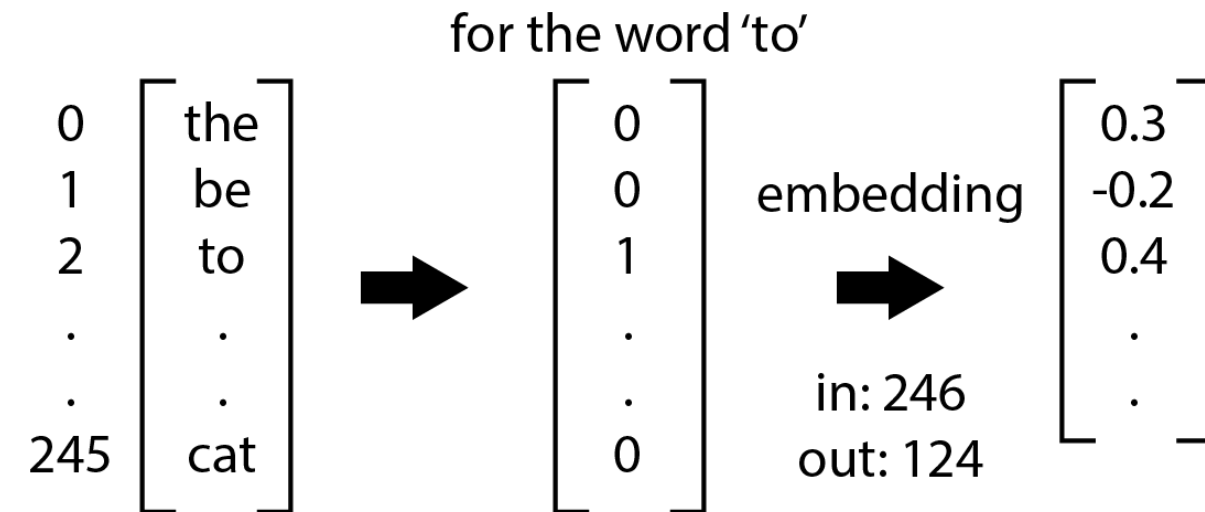 for the word ‘to’
0 the 0 0.3
1 be 0 embedding -0.2
2 to 1 0.4
. . . .
. . . in: 246 .
245 cat 0 out: 124